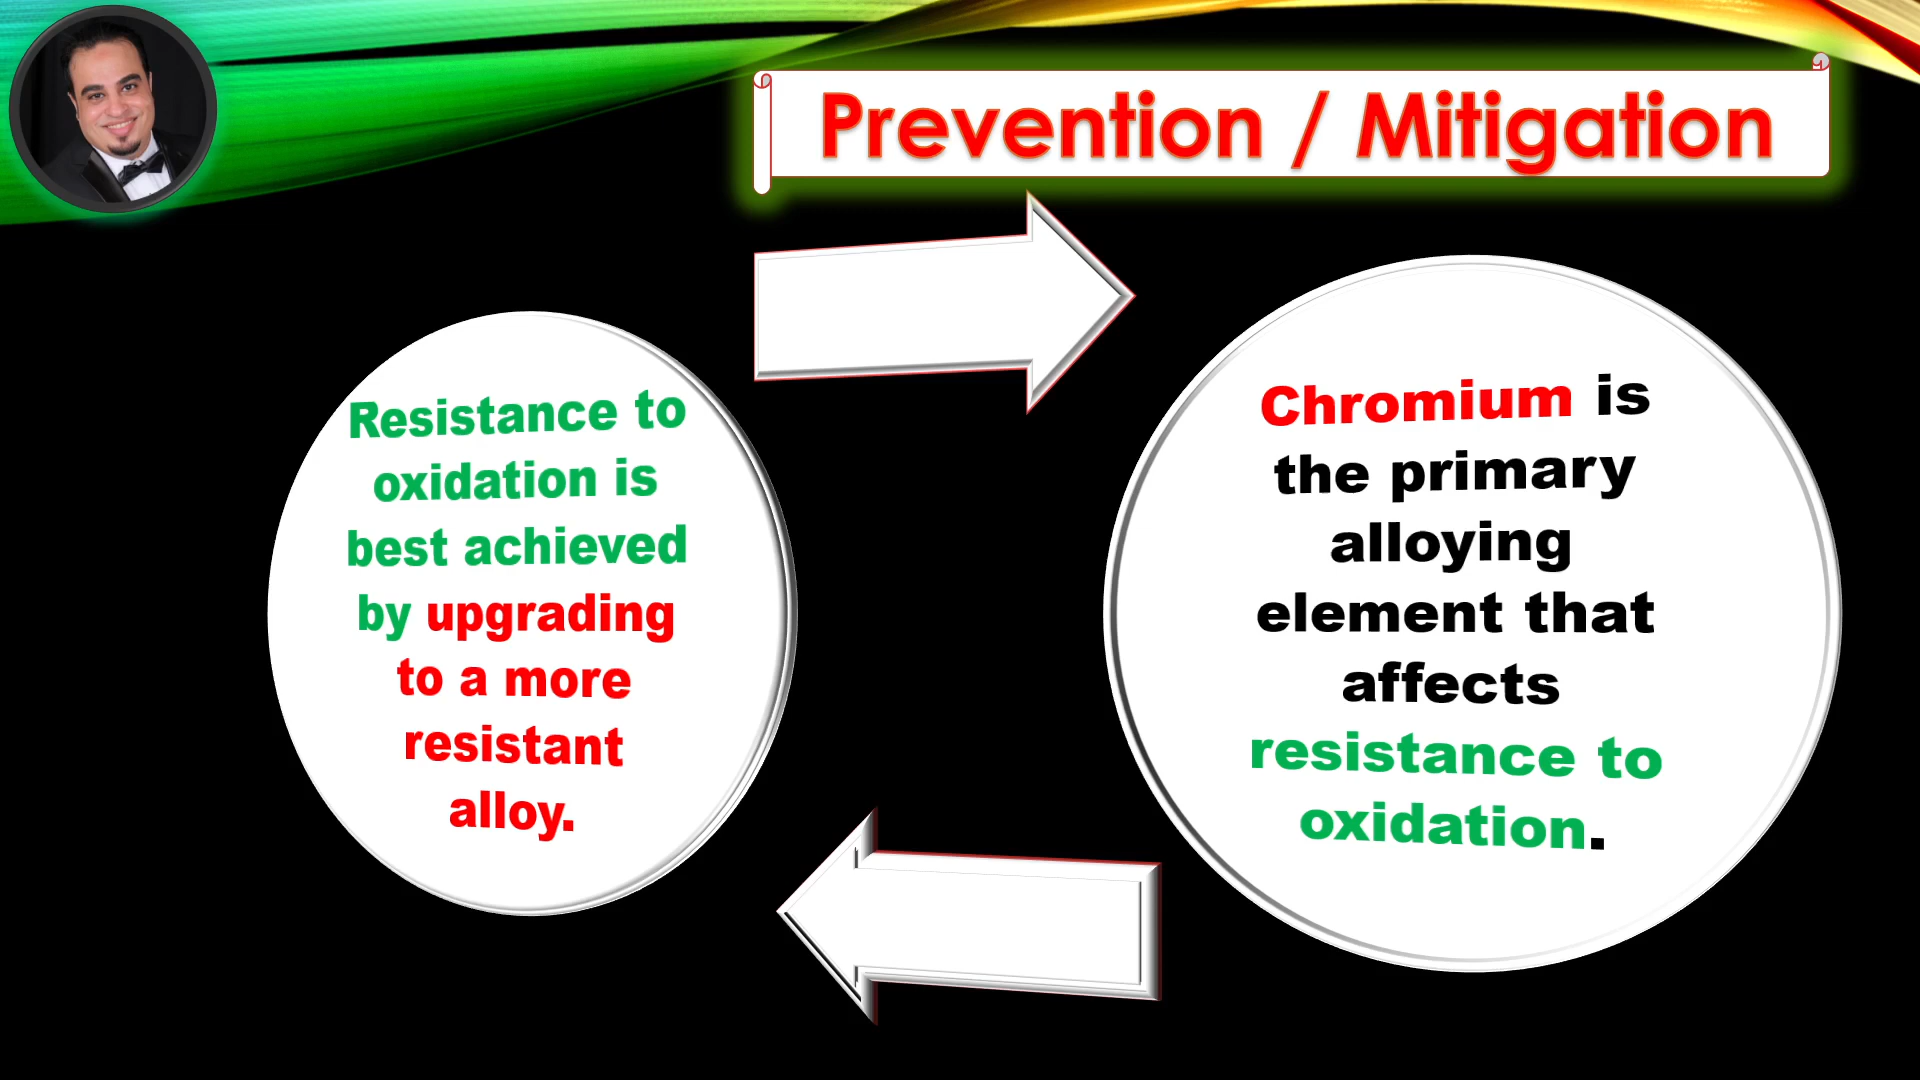 Prevention / Mitigation
Resistance to
oxidation is
best achieved
by upgrading
to a more
resistant
alloy.
Chromium is
the primary
alloying
element that
affects
resistance to
oxidation.